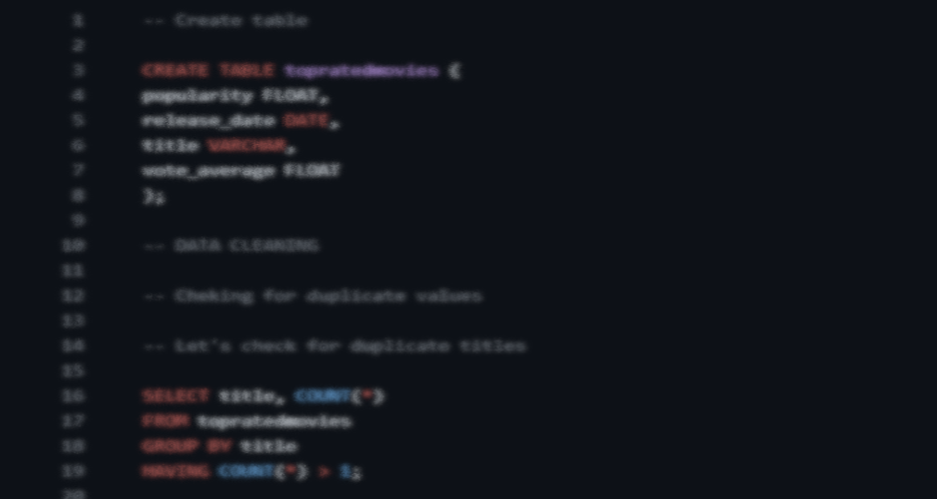 1 -- Create table
2
3 CREATE TABLE topratedmovies (
4 popularity FLOAT,
5 release_date DATE,
6 title VARCHAR,
7 vote_average FLOAT
8 );
9
10 -- DATA CLEANING
11
12 -- Cheking for duplicate values
13
14 -- Let's check for duplicate titles
15
16 SELECT title, COUNT(*)
17 FROM topratedmovies
18 GROUP BY title
19 HAVING COUNT(*) > 1;
20